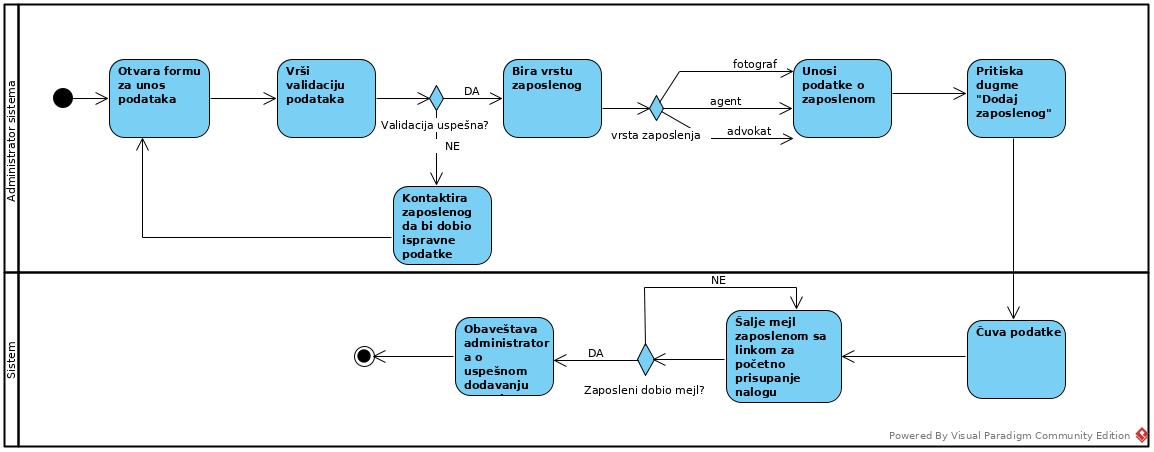 Administrator sistema
Otvara formu
za unos
podataka
Vrši
validaciju
podataka
Validacija uspešna?
DA
NE
Kontaktira
zaposlenog
da bi dobio
ispravne
podatke
Bira vrstu
zaposlenog
vrsta zaposlenja
fotograf
agent
advokat
Unosi
podatke o
zaposlenom
Pritiska
dugme
"Dodaj
zaposlenog"
Sistem
Čuva podatke
Šalje mejl
zaposlenom sa
linkom za
početno
prisupanje
nalogu
NE
Zaposleni dobio mejl?
DA
Obaveštava
administrator
a o
uspešnom
dodavanju
Powered By Visual Paradigm Community Edition